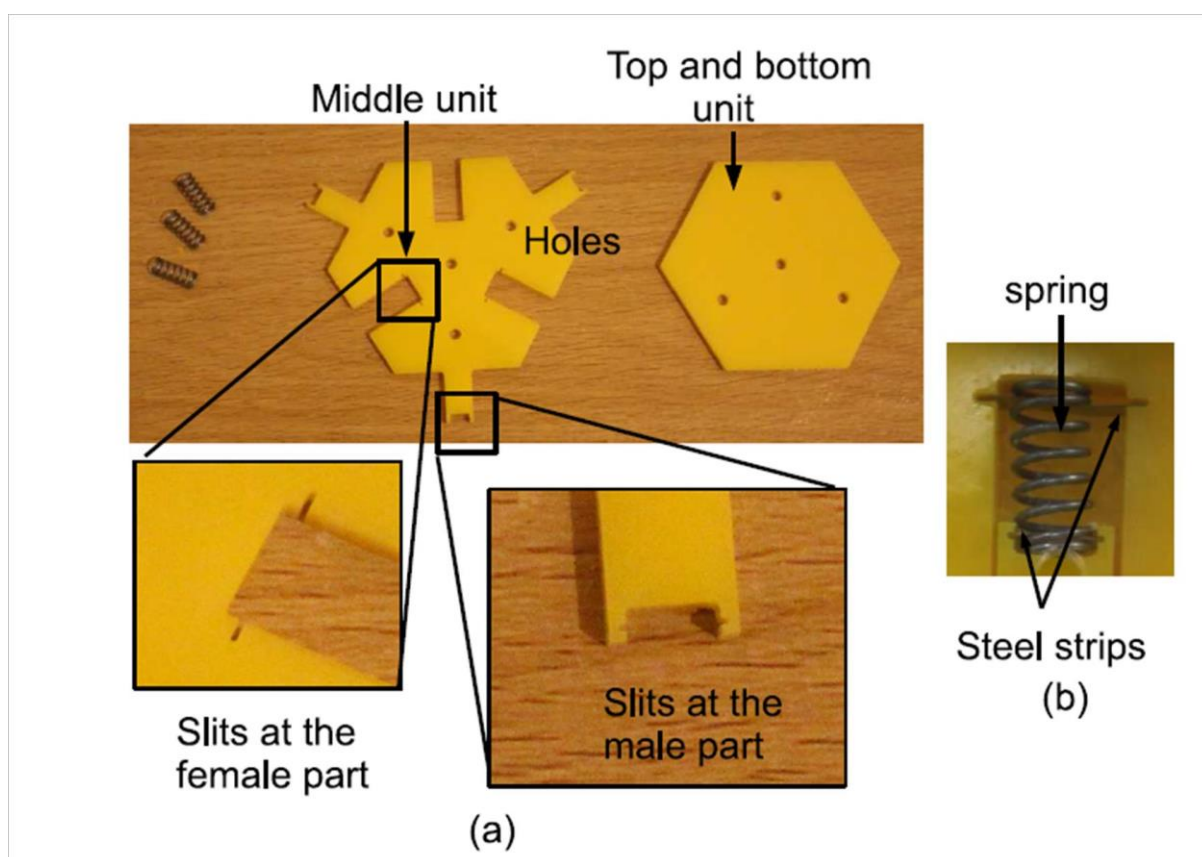 Top and bottom
unit
Middle unit
Holes
spring
Steel strips
(b)
Slits at the
female part
Slits at the
male part
(a)